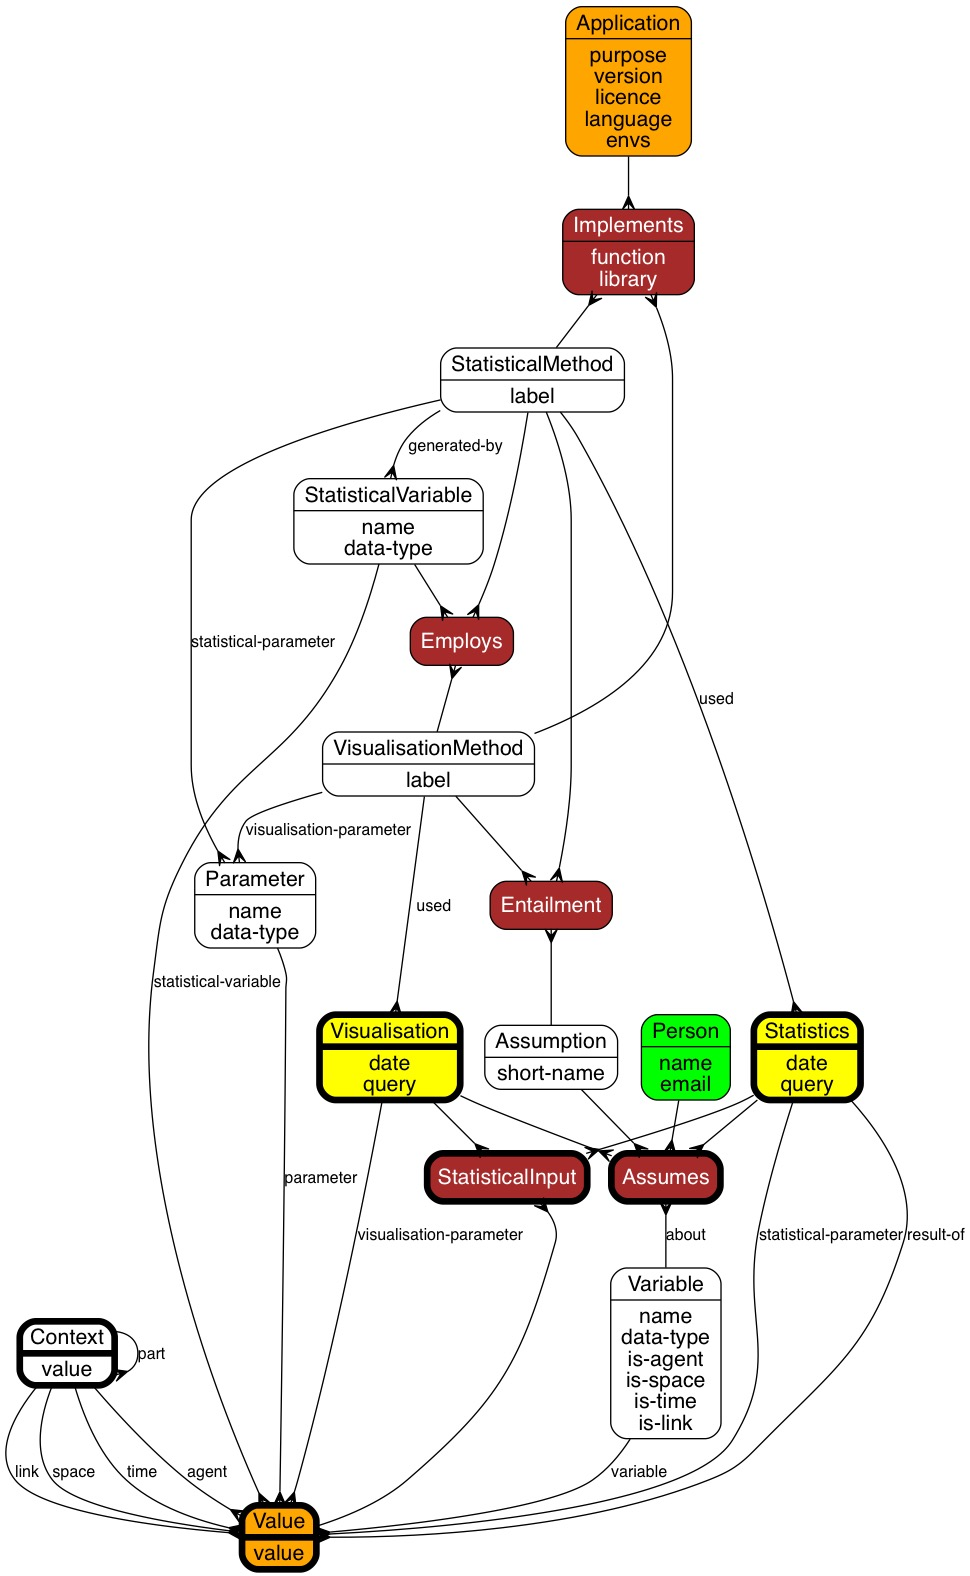 Application
purpose
version
licence
language
envs
Implements
function
library
StatisticalMethod
label
generated-by
StatisticalVariable
name
data-type
statistical-parameter
Employs
used
VisualisationMethod
label
visualisation-parameter
Parameter
name
data-type
used
Entailment
statistical-variable
Visualisation
date
query
Assumption
short-name
Person
name
email
Statistics
date
query
parameter
StatisticalInput
Assumes
visualisation-parameter
about
statistical-parameter
result-of
Variable
name
data-type
is-agent
is-space
is-time
is-link
Context
value
part
link
space
time
agent
variable
Value
value